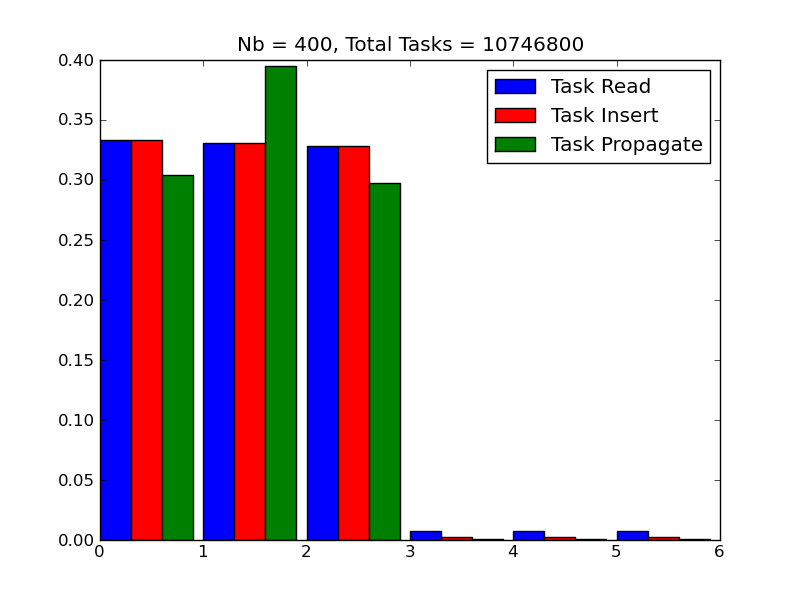 Nb = 400, Total Tasks = 10746800
0.40
0.35
0.30
0.25
0.20
0.15
0.10
0.05
0.00
Task Read
Task Insert
Task Propagate
0 1 2 3 4 5 6